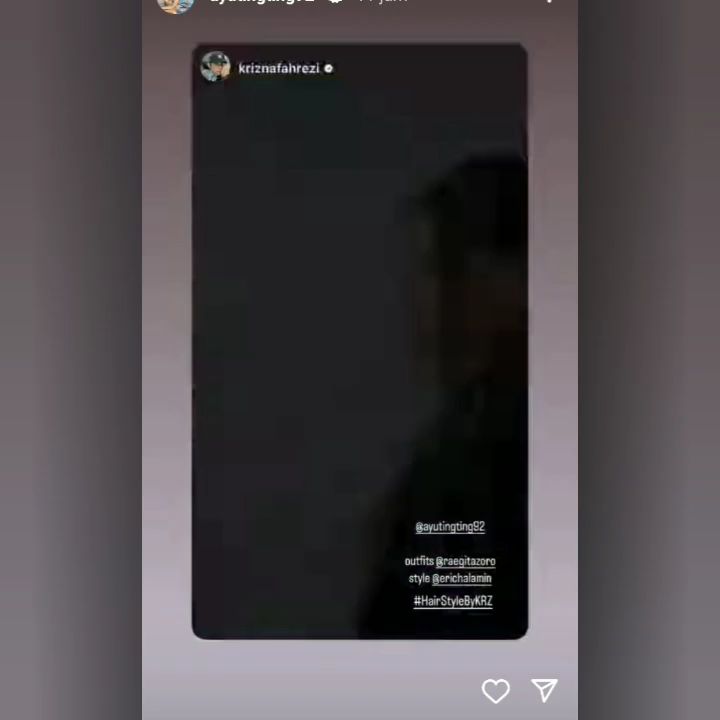 kriznafahrezi
@ayutingting92
outfits @raegitazoro
style @erichalamin
#HairStyleByKRZ